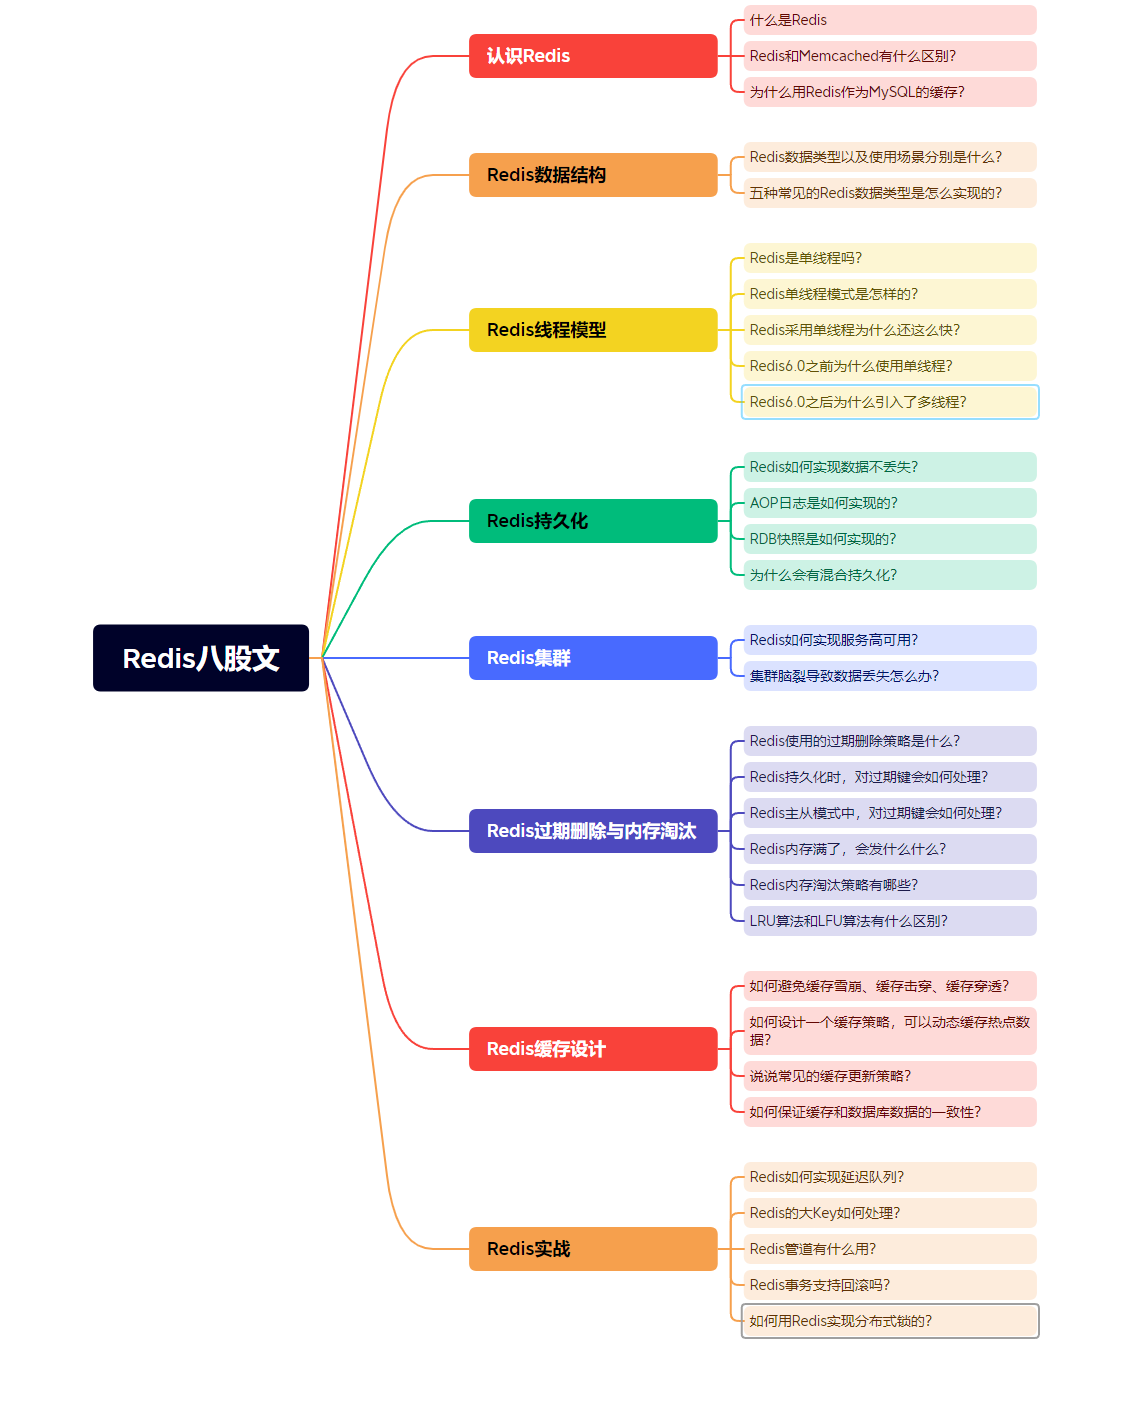 Redis八股文
认识Redis
什么是Redis
Redis和Memcached有什么区别?
为什么用Redis作为MySQL的缓存?
Redis数据结构
Redis数据类型以及使用场景分别是什么?
五种常见的Redis数据类型是怎么实现的?
Redis线程模型
Redis是单线程吗?
Redis单线程模式是怎样的?
Redis采用单线程为什么还这么快?
Redis6.0之前为什么使用单线程?
Redis6.0之后为什么引入了多线程?
Redis持久化
Redis如何实现数据不丢失?
AOP日志是如何实现的?
RDB快照是如何实现的?
为什么会有混合持久化?
Redis集群
Redis如何实现服务高可用?
集群脑裂导致数据丢失怎么办?
Redis过期删除与内存淘汰
Redis使用的过期删除策略是什么?
Redis持久化时，对过期键会如何处理?
Redis主从模式中，对过期键会如何处理?
Redis内存满了，会发什么什么?
Redis内存淘汰策略有哪些?
LRU算法和LFU算法有什么区别?
Redis缓存设计
如何避免缓存雪崩、缓存击穿、缓存穿透?
如何设计一个缓存策略，可以动态缓存热点数
据?
说说常见的缓存更新策略?
如何保证缓存和数据库数据的一致性?
Redis实战
Redis如何实现延迟队列?
Redis的大Key如何处理?
Redis管道有什么用?
Redis事务支持回滚吗?
如何用Redis实现分布式锁的?